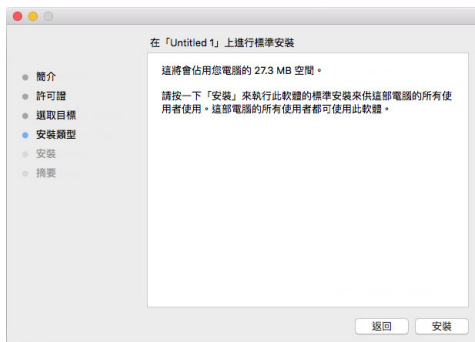 在「Untitled 1」上進行標準安裝
簡介
許可證
選取目標
安裝類型
安裝
摘要
這將會佔用您電腦的 27.3 MB 空間。
請按一下「安裝」來執行此軟體的標準安裝來供這部電腦的所有使
用者使用。這部電腦的所有使用者都可使用此軟體。
返回
安裝